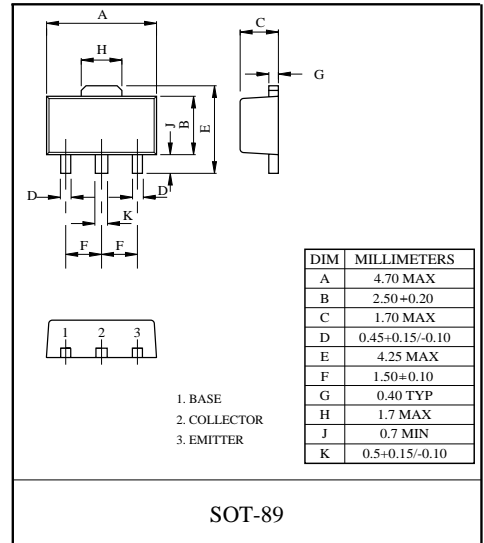 A
C
H
G
J
B
E
D
D
K
F
F
DIM MILLIMETERS
A 4.70 MAX
B 2.50±0.20
C 1.70 MAX
D 0.45+0.15/-0.10
E 4.25 MAX
F 1.50±0.10
G 0.40 TYP
H 1.7 MAX
J 0.7 MIN
K 0.5+0.15/-0.10
1 2 3
1. BASE
2. COLLECTOR
3. EMITTER
SOT-89